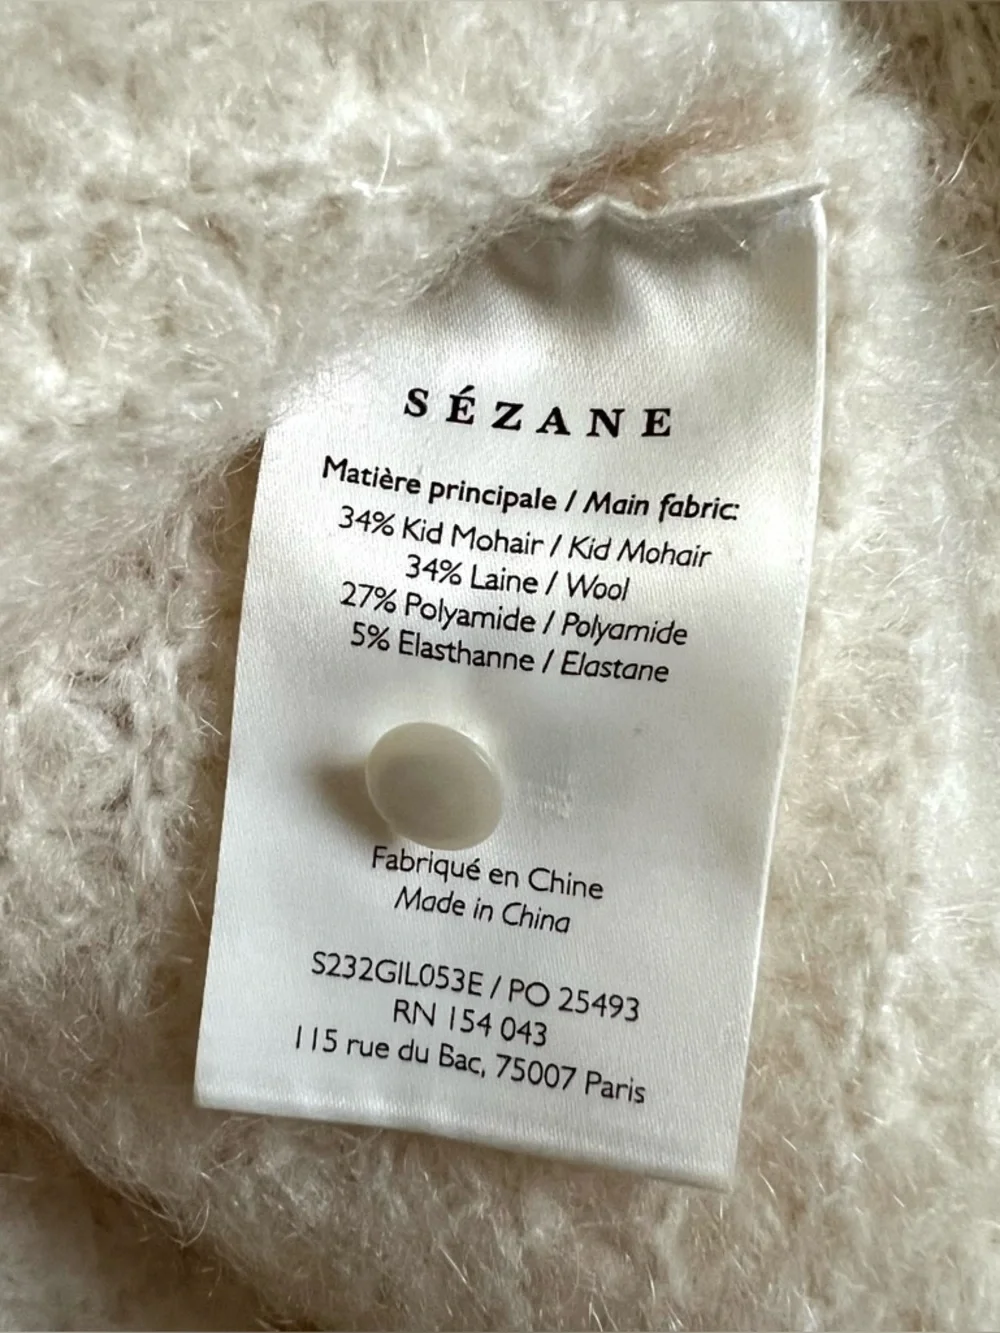 SÉZANE
Matière principale / Main fabric:
34% Kid Mohair / Kid Mohair
34% Laine / Wool
27% Polyamide / Polyamide
5% Elasthanne / Elastane
Fabriqué en Chine
Made in China
S232GIL053E / PO 25493
RN 154 043
115 rue du Bac, 75007 Paris